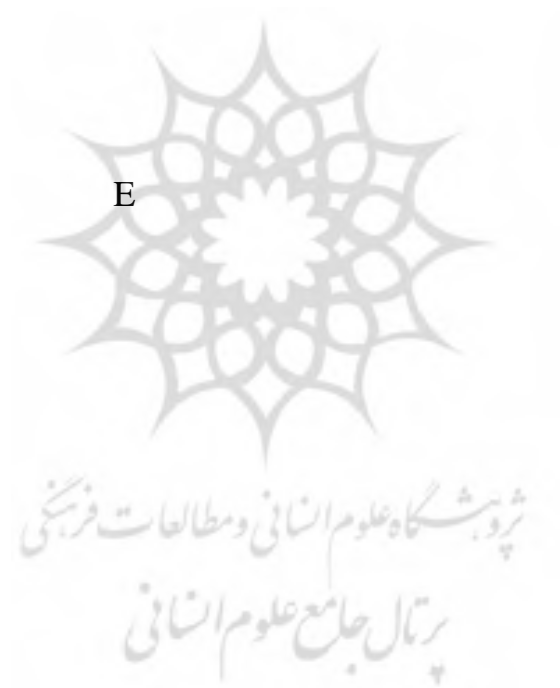 E
پژوهشگاه علوم انسانی و مطالعات فرهنگی
پرتال جامع علوم انسانی